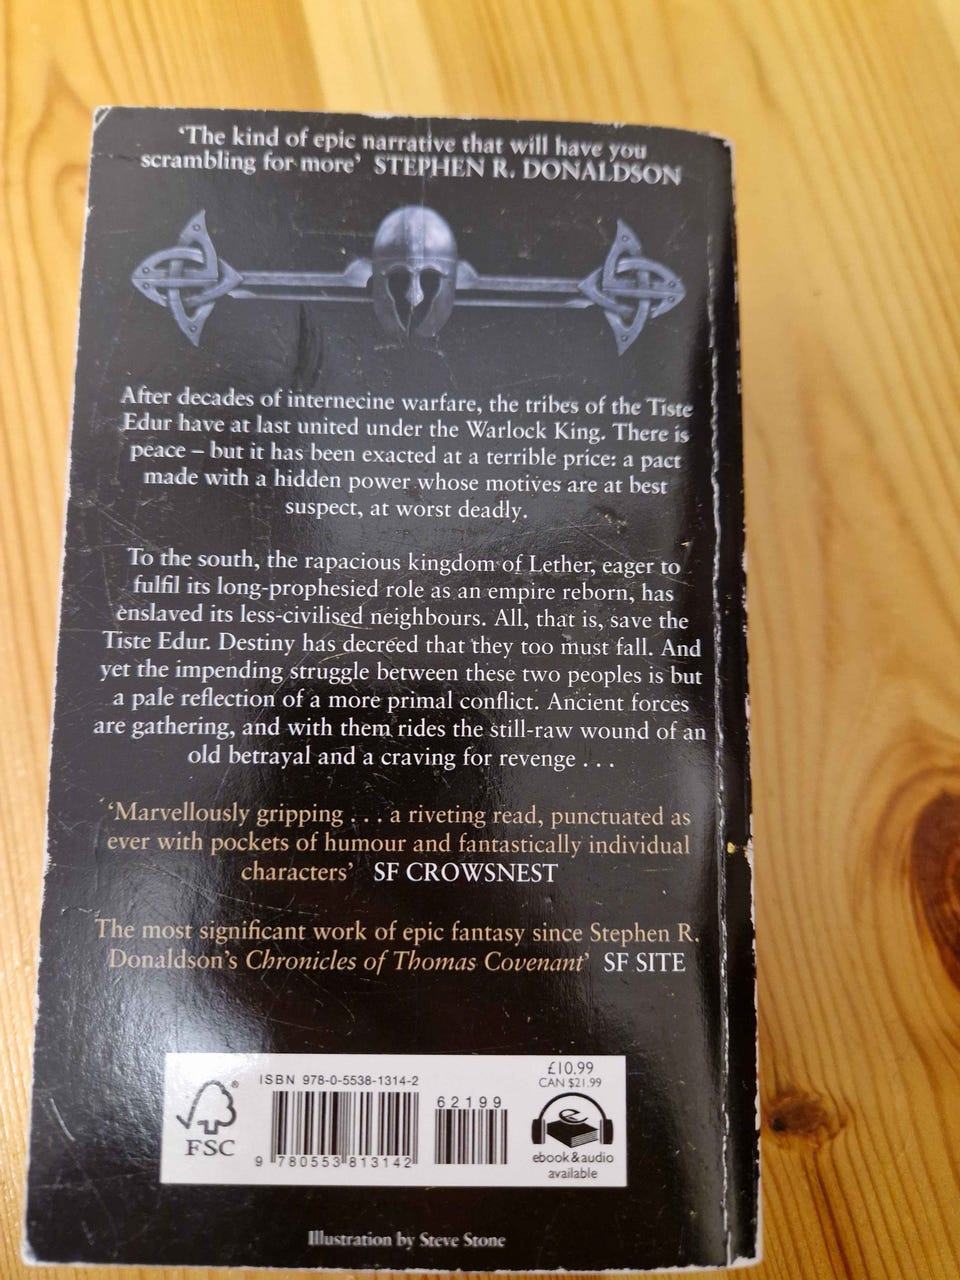 ‘The kind of epic narrative that will have you
scrambling for more’ STEPHEN R. DONALDSON
After decades of internecine warfare, the tribes of the Tiste
Edur have at last united under the Warlock King. There is
peace – but it has been exacted at a terrible price: a pact
made with a hidden power whose motives are at best
suspect, at worst deadly.
To the south, the rapacious kingdom of Lether, eager to
fulfil its long-prophesied role as an empire reborn, has
enslaved its less-civilised neighbours. All, that is, save the
Tiste Edur. Destiny has decreed that they too must fall. And
yet the impending struggle between these two peoples is but
a pale reflection of a more primal conflict. Ancient forces
are gathering, and with them rides the still-raw wound of an
old betrayal and a craving for revenge . . .
‘Marvellously gripping . . . a riveting read, punctuated as
ever with pockets of humour and fantastically individual
characters’ SF CROWSNEST
The most significant work of epic fantasy since Stephen R.
Donaldson's Chronicles of Thomas Covenant’ SF SITE
FSC®
ISBN 978-0-5538-1314-2
62199
9 780553 813142
£10.99
CAN $21.99
ebook & audio
available
Illustration by Steve Stone